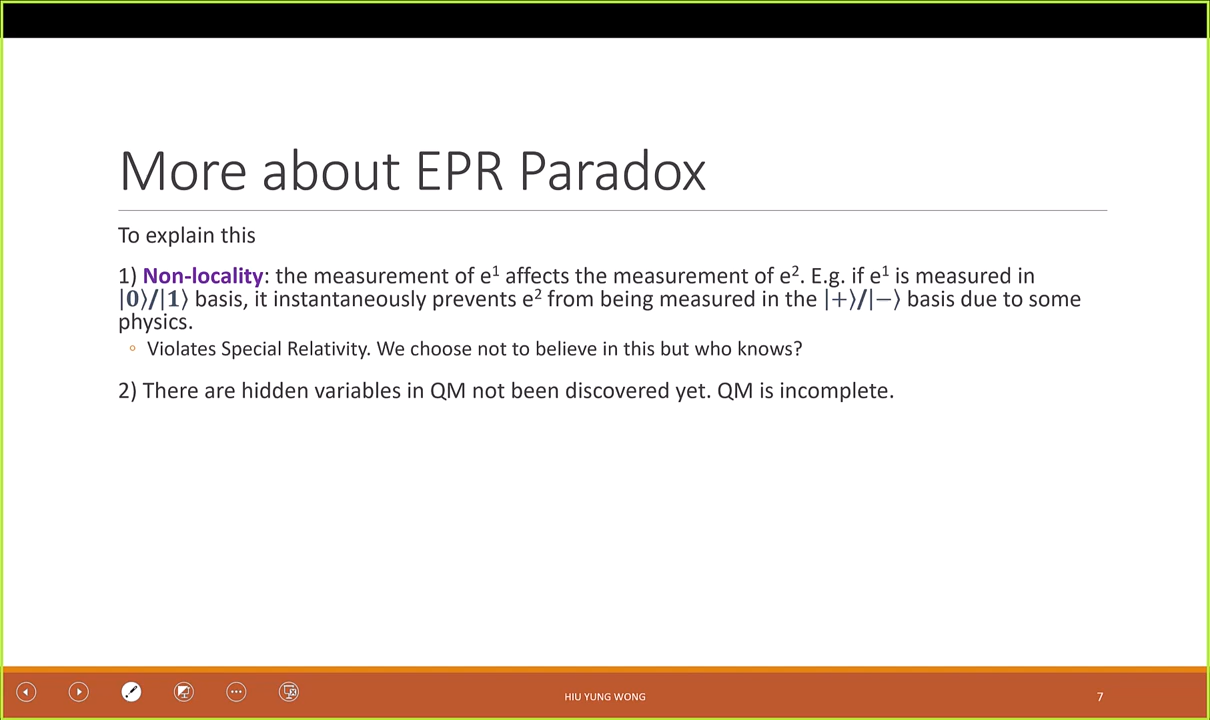 More about EPR Paradox
To explain this
1) Non-locality: the measurement of e¹ affects the measurement of e². E.g. if e¹ is measured in
|0⟩/|1⟩ basis, it instantaneously prevents e² from being measured in the |+⟩/|−⟩ basis due to some
physics.
◦ Violates Special Relativity. We choose not to believe in this but who knows?
2) There are hidden variables in QM not been discovered yet. QM is incomplete.
HIU YUNG WONG
7